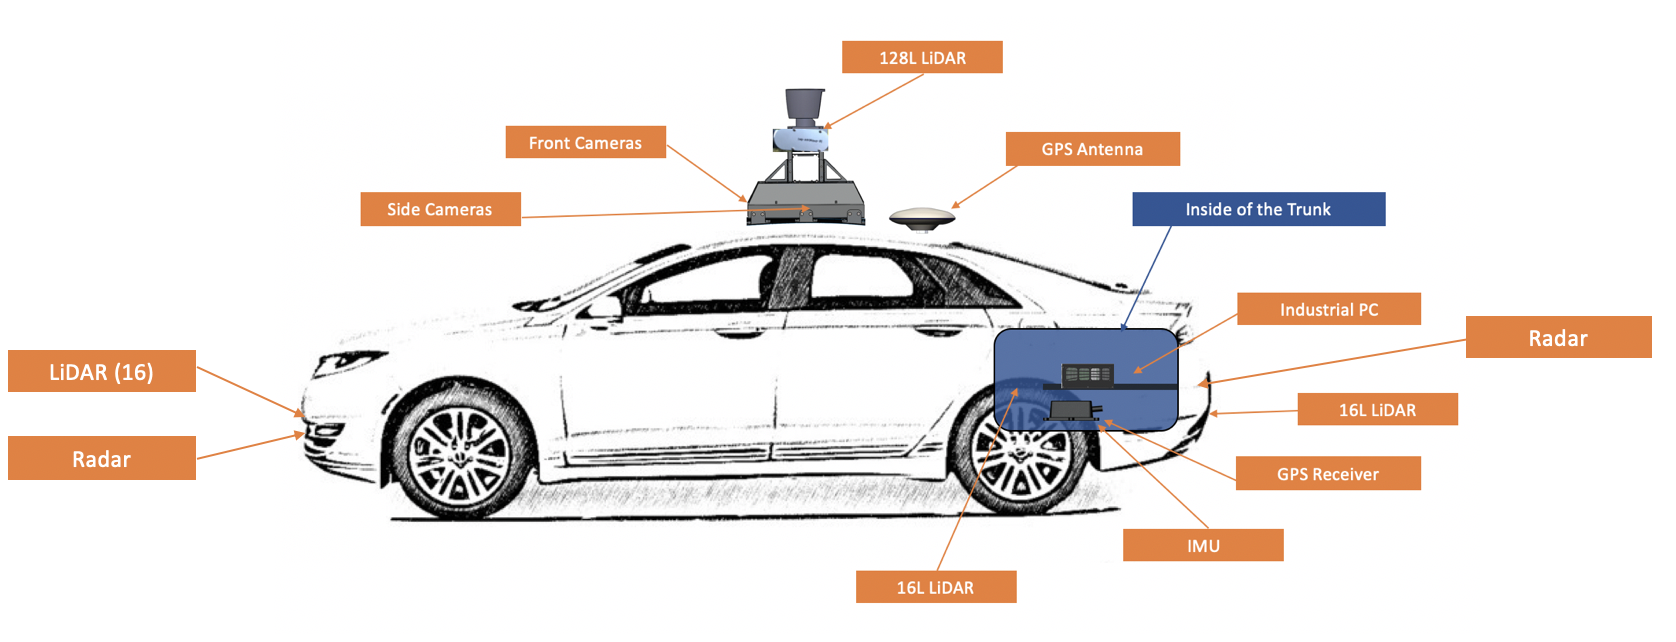 128L LiDAR
Front Cameras
GPS Antenna
Side Cameras
Inside of the Trunk
Industrial PC
Radar
LiDAR (16)
16L LiDAR
Radar
GPS Receiver
IMU
16L LiDAR